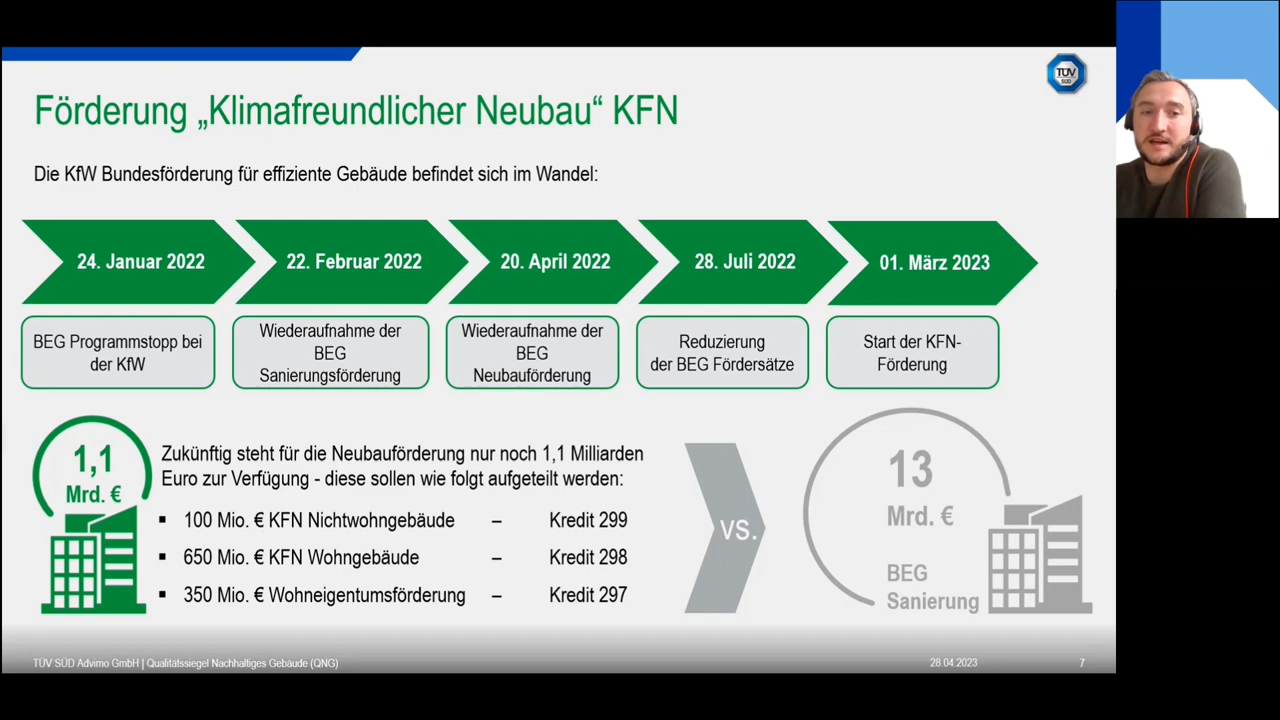 TÜV
SÜD
Förderung „Klimafreundlicher Neubau“ KFN
Die KfW Bundesförderung für effiziente Gebäude befindet sich im Wandel:
24. Januar 2022
22. Februar 2022
20. April 2022
28. Juli 2022
01. März 2023
BEG Programmstopp bei
der KfW
Wiederaufnahme der
BEG
Sanierungsförderung
Wiederaufnahme der
BEG
Neubauförderung
Reduzierung
der BEG Fördersätze
Start der KFN-
Förderung
1,1
Mrd. €
Zukünftig steht für die Neubauförderung nur noch 1,1 Milliarden
Euro zur Verfügung - diese sollen wie folgt aufgeteilt werden:
▪ 100 Mio. € KFN Nichtwohngebäude – Kredit 299
▪ 650 Mio. € KFN Wohngebäude – Kredit 298
▪ 350 Mio. € Wohneigentumsförderung – Kredit 297
VS.
13
Mrd. €
BEG
Sanierung
TÜV SÜD Advimo GmbH | Qualitätssiegel Nachhaltiges Gebäude (QNG)
28.04.2023
7